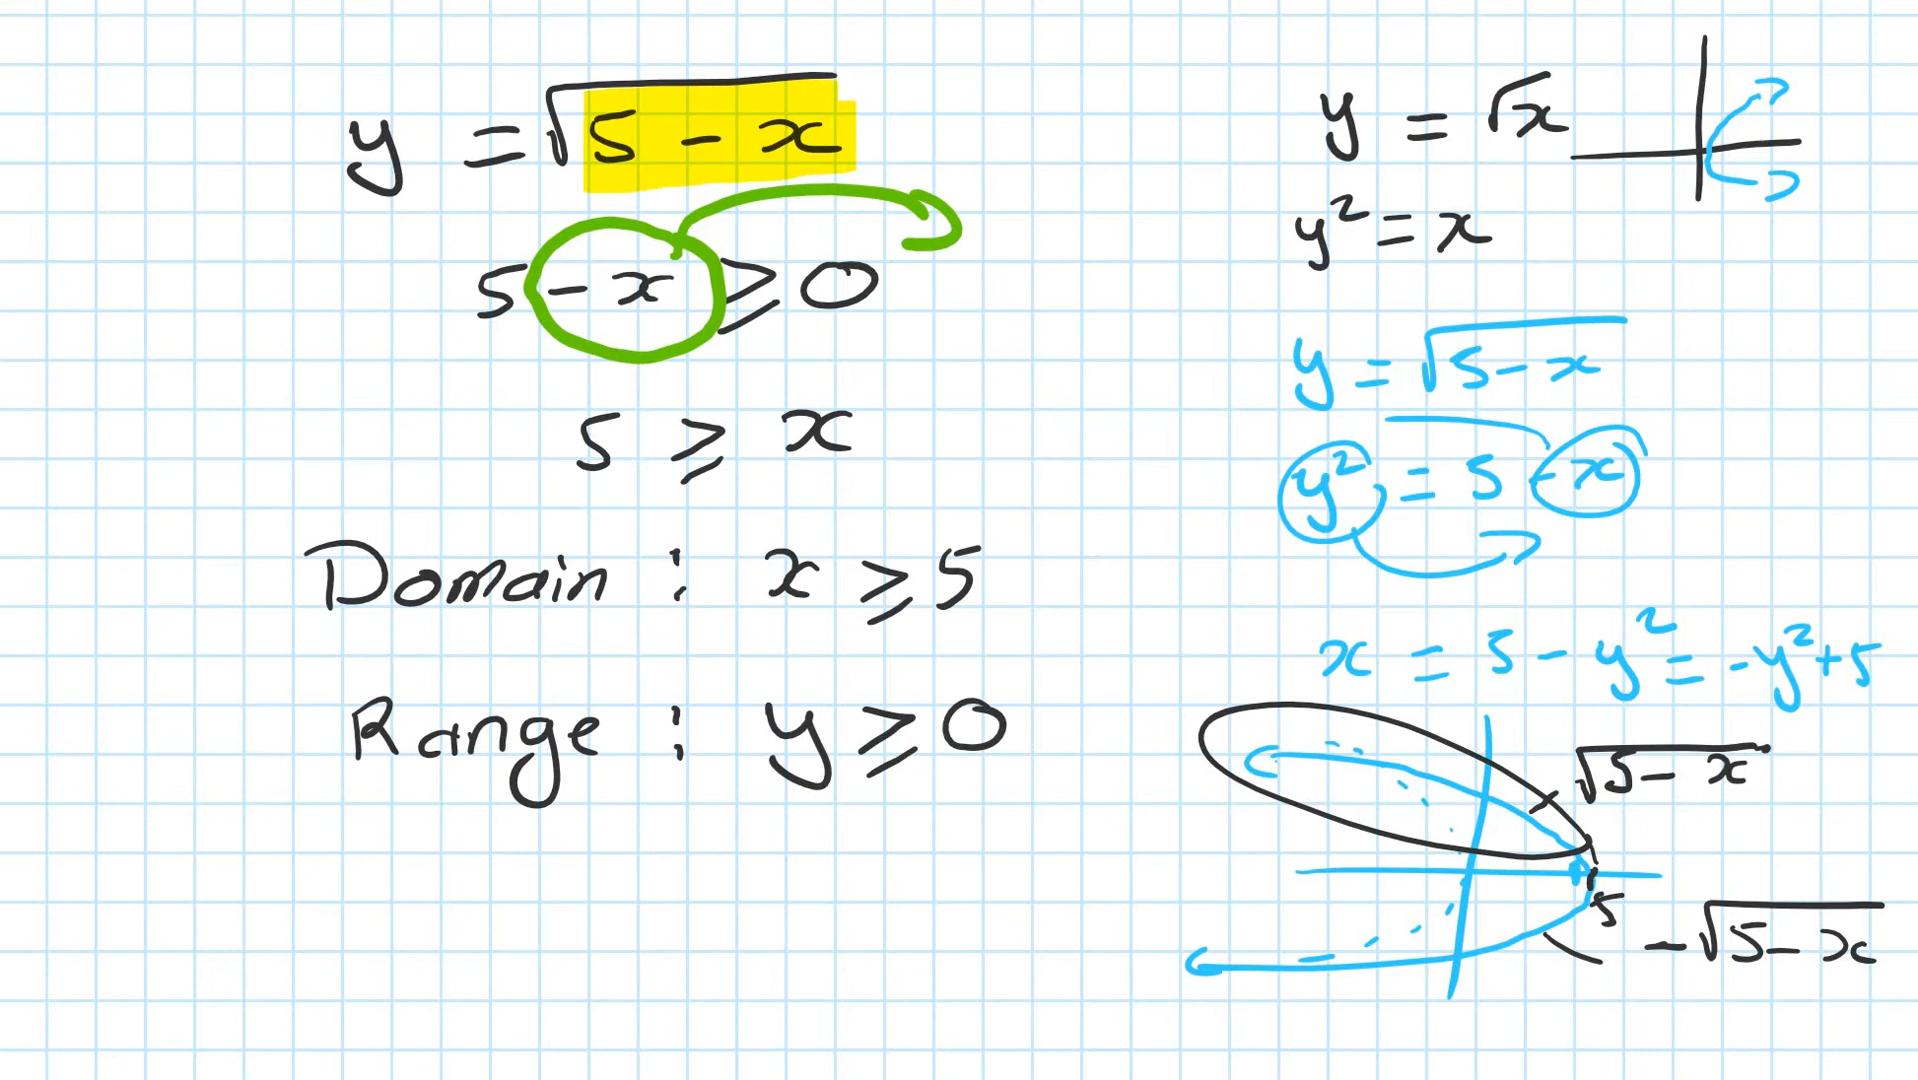 y = √(5 - x)
5 - x ≥ 0
5 ≥ x
Domain : x ≥ 5
Range : y ≥ 0
y = √x
y² = x
y = √(5 - x)
y² = 5 - x
x = 5 - y² = -y² + 5
√(5 - x)
5
-√(5 - x)